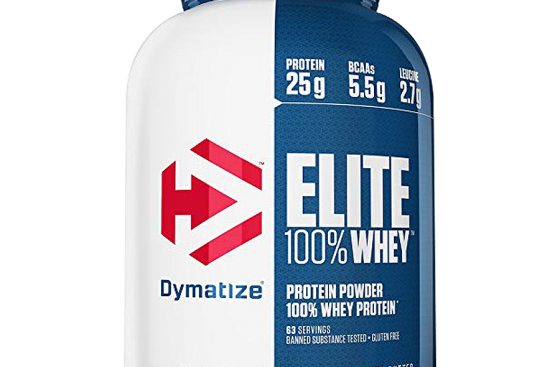 PROTEIN BCAAs LEUCINE
25g 5.5g 2.7g
ELITE
100% WHEY™
Dymatize®
PROTEIN POWDER
100% WHEY PROTEIN*
63 SERVINGS
BANNED SUBSTANCE TESTED • GLUTEN FREE